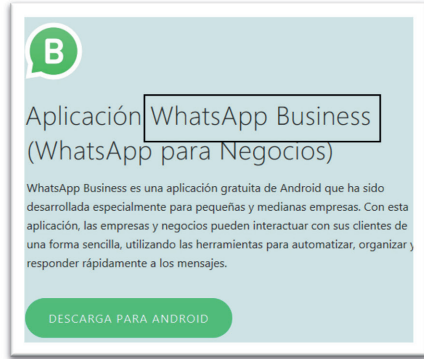 B
Aplicación WhatsApp Business
(WhatsApp para Negocios)
WhatsApp Business es una aplicación gratuita de Android que ha sido
desarrollada especialmente para pequeñas y medianas empresas. Con esta
aplicación, las empresas y negocios pueden interactuar con sus clientes de
una forma sencilla, utilizando las herramientas para automatizar, organizar y
responder rápidamente a los mensajes.
DESCARGA PARA ANDROID